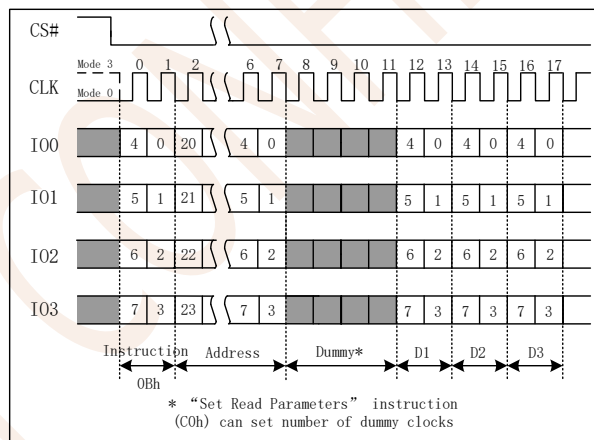 CS#
Mode 3 0 1 2 6 7 8 9 10 11 12 13 14 15 16 17
CLK
Mode 0
IO0 4 0 20 4 0 4 0 4 0 4 0
IO1 5 1 21 5 1 5 1 5 1 5 1
IO2 6 2 22 6 2 6 2 6 2 6 2
IO3 7 3 23 7 3 7 3 7 3 7 3
Instruction Address Dummy* D1 D2 D3
0Bh
* “Set Read Parameters” instruction
(C0h) can set number of dummy clocks